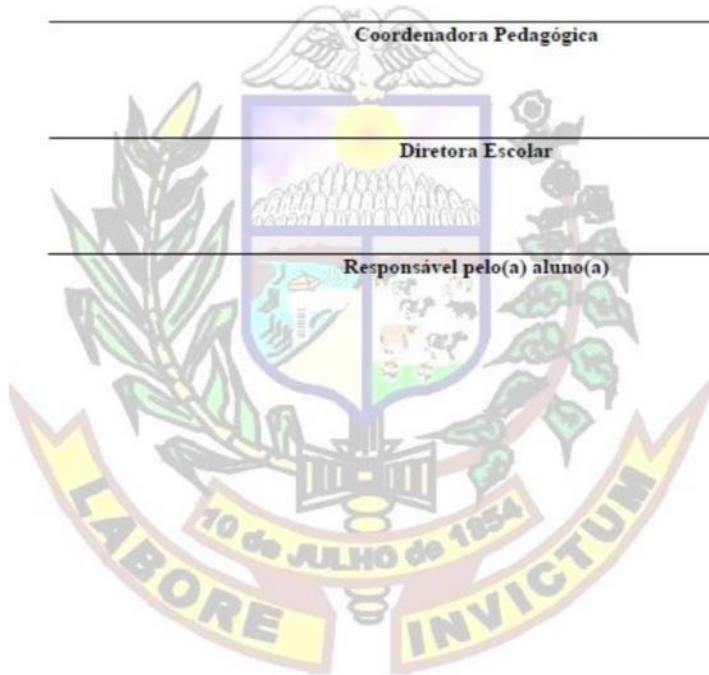 Coordenadora Pedagógica
Diretora Escolar
Responsável pelo(a) aluno(a)
10 de JULHO de 1854
LABORE INVICTUM